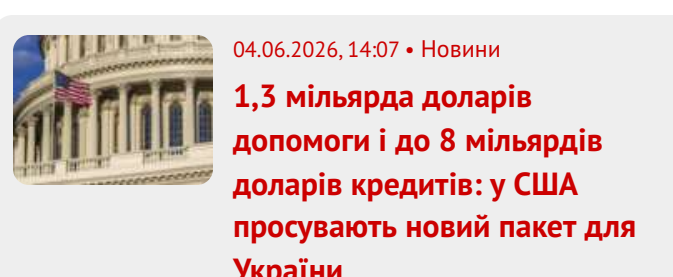 04.06.2026, 14:07 • Новини
1,3 мільярда доларів
допомоги і до 8 мільярдів
доларів кредитів: у США
просувають новий пакет для
України